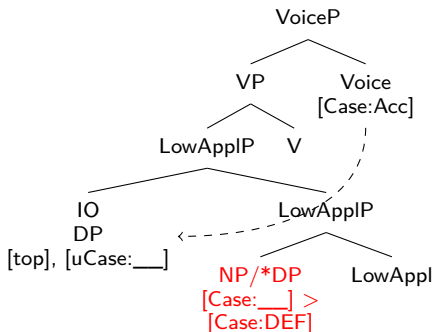 VoiceP
VP Voice
[Case:Acc]
LowApplP V
IO LowApplP
DP
[top], [uCase:___]
NP/*DP LowAppl
[Case:___] >
[Case:DEF]